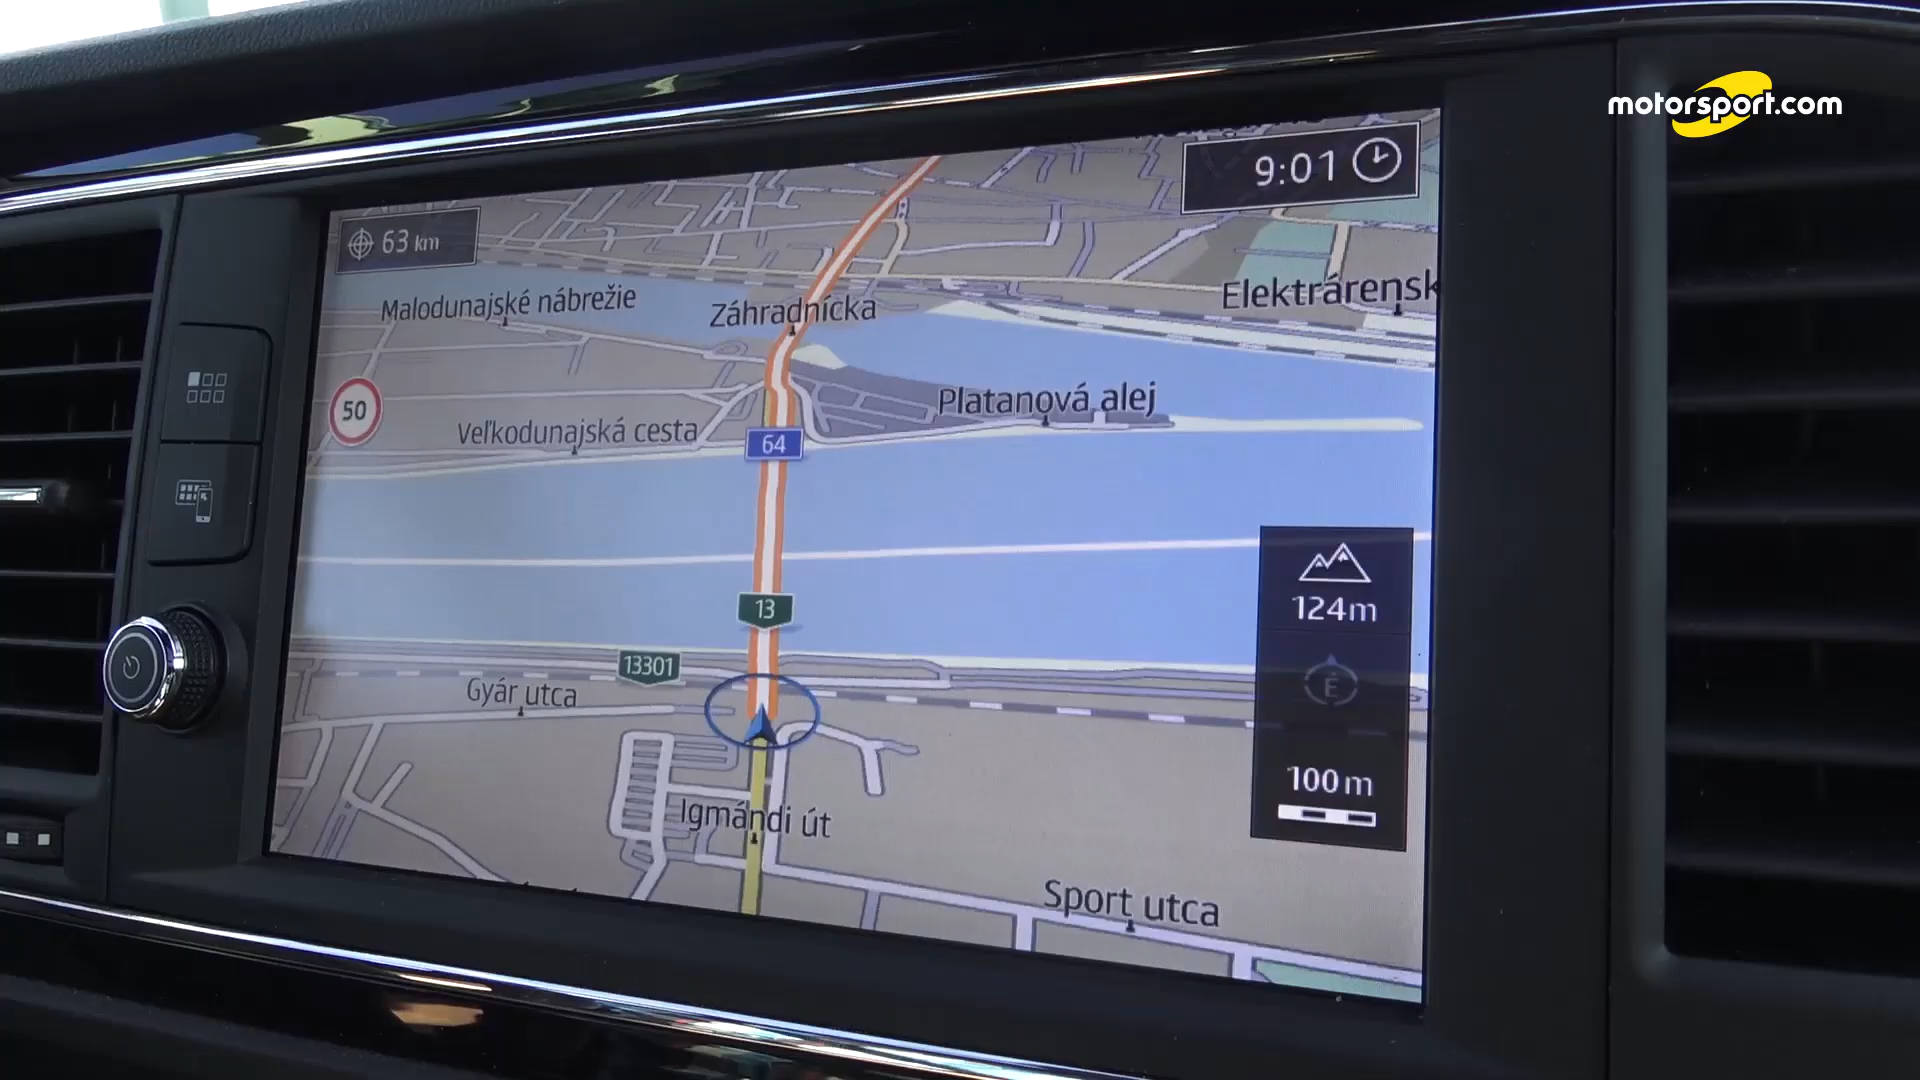 motorsport.com
9:01
63 km
Elektrárensk
Malodunajské nábrežie
Záhradnícka
Platanová alej
50
Veľkodunajská cesta
64
124m
13
13301
É
Gyár utca
100 m
Igmándi út
Sport utca